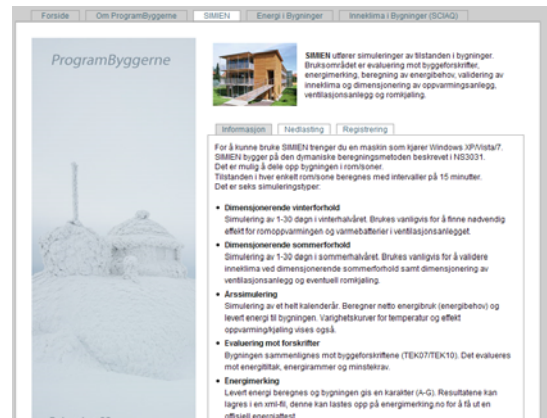 Forside
Om ProgramByggerne
SIMIEN
Energi i Bygninger
Inneklima i Bygninger (SCIAQ)
ProgramByggerne
SIMIEN utfører simuleringer av tilstanden i bygninger.
Bruksområdet er evaluering mot byggeforskrifter,
energimerking, beregning av energibehov, validering av
inneklima og dimensjonering av oppvarmingsanlegg,
ventilasjonsanlegg og romkjøling.
Informasjon
Nedlasting
Registrering
For å kunne bruke SIMIEN trenger du en maskin som kjører Windows XP/Vista/7.
SIMIEN bygger på den dymaniske beregningsmetoden beskrevet i NS3031.
Det er mulig å dele opp bygningen i rom/soner.
Tilstanden i hver enkelt rom/sone beregnes med intervaller på 15 minutter.
Det er seks simuleringstyper:
• Dimensjonerende vinterforhold
Simulering av 1-30 døgn i vinterhalvåret. Brukes vanligvis for å finne nødvendig
effekt for romoppvarmingen og varmebatterier i ventilasjonsanlegget.
• Dimensjonerende sommerforhold
Simulering av 1-30 døgn i sommerhalvåret. Brukes vanligvis for å validere
inneklima ved dimensjonerende sommerforhold samt dimensjonering av
ventilasjonsanlegg og eventuell romkjøling.
• Årssimulering
Simulering av et helt kalenderår. Beregner netto energibruk (energibehov) og
levert energi til bygningen. Varighetskurver for temperatur og effekt
oppvarming/kjøling vises også.
• Evaluering mot forskrifter
Bygningen sammenlignes mot byggeforskriftene (TEK07/TEK10). Det evalueres
mot energitiltak, energirammer og minstekrav.
• Energimerking
Levert energi beregnes og bygningen gis en karakter (A-G). Resultatene kan
lagres i en xml-fil, denne kan lastes opp på energimerking.no for å få ut en
offisiell energiattest.